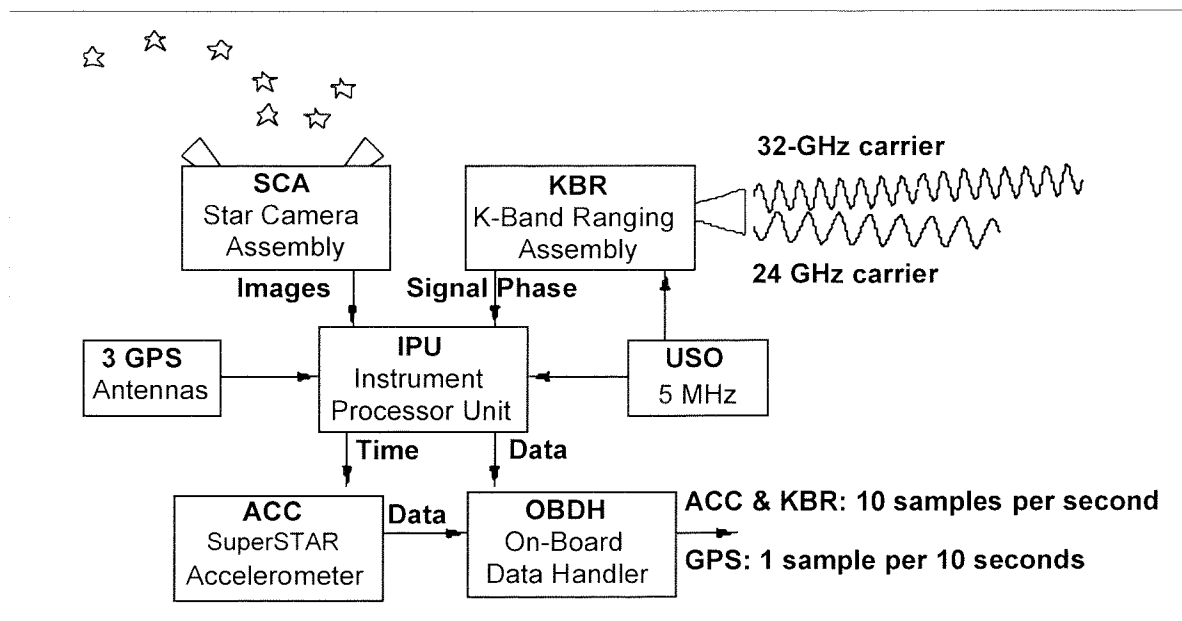 32-GHz carrier
SCA
Star Camera
Assembly
KBR
K-Band Ranging
Assembly
24 GHz carrier
Images
Signal Phase
3 GPS
Antennas
IPU
Instrument
Processor Unit
USO
5 MHz
Time
Data
ACC
SuperSTAR
Accelerometer
Data
OBDH
On-Board
Data Handler
ACC & KBR: 10 samples per second
GPS: 1 sample per 10 seconds